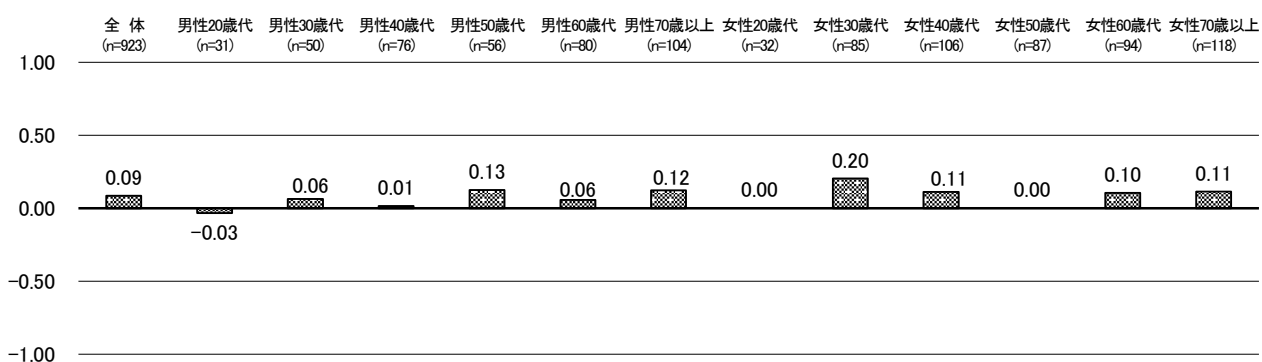 全 体 男性20歳代 男性30歳代 男性40歳代 男性50歳代 男性60歳代 男性70歳以上 女性20歳代 女性30歳代 女性40歳代 女性50歳代 女性60歳代 女性70歳以上
(n=923) (n=31) (n=50) (n=76) (n=56) (n=80) (n=104) (n=32) (n=85) (n=106) (n=87) (n=94) (n=118)
1.00
0.50
0.09 0.06 0.01 0.13 0.06 0.12 0.00 0.20 0.11 0.00 0.10 0.11
0.00
-0.03
-0.50
-1.00